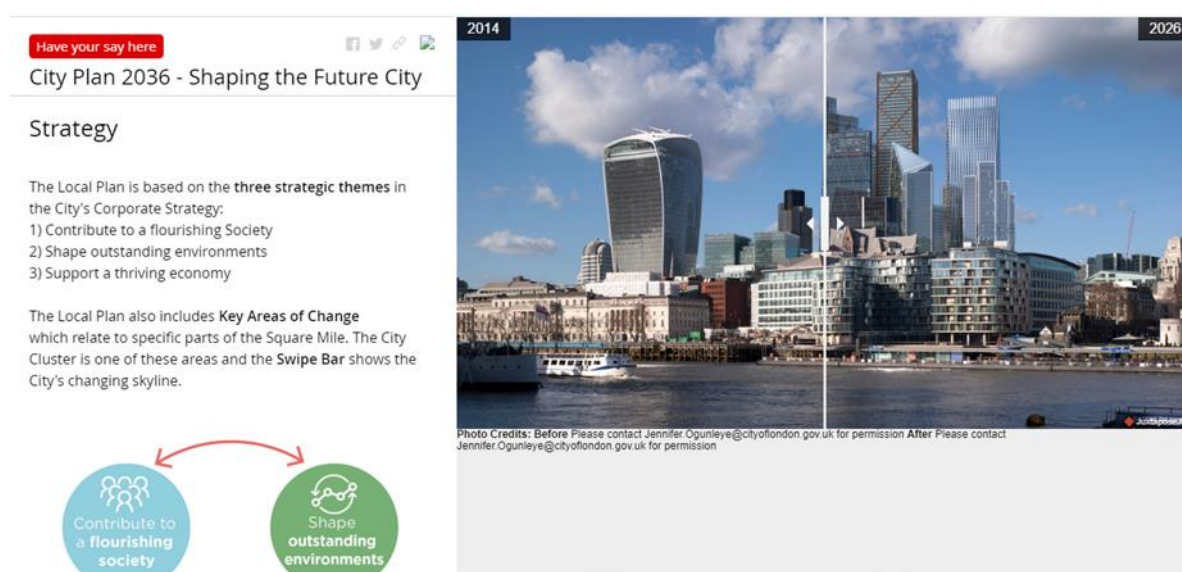 Have your say here
City Plan 2036 - Shaping the Future City
Strategy
The Local Plan is based on the three strategic themes in
the City's Corporate Strategy:
1) Contribute to a flourishing Society
2) Shape outstanding environments
3) Support a thriving economy
The Local Plan also includes Key Areas of Change
which relate to specific parts of the Square Mile. The City
Cluster is one of these areas and the Swipe Bar shows the
City's changing skyline.
Contribute to
a flourishing
society
Shape
outstanding
environments
2014
2026
JuxtaposeJS
Photo Credits: Before Please contact Jennifer.Ogunleye@cityoflondon.gov.uk for permission After Please contact
Jennifer.Ogunleye@cityoflondon.gov.uk for permission